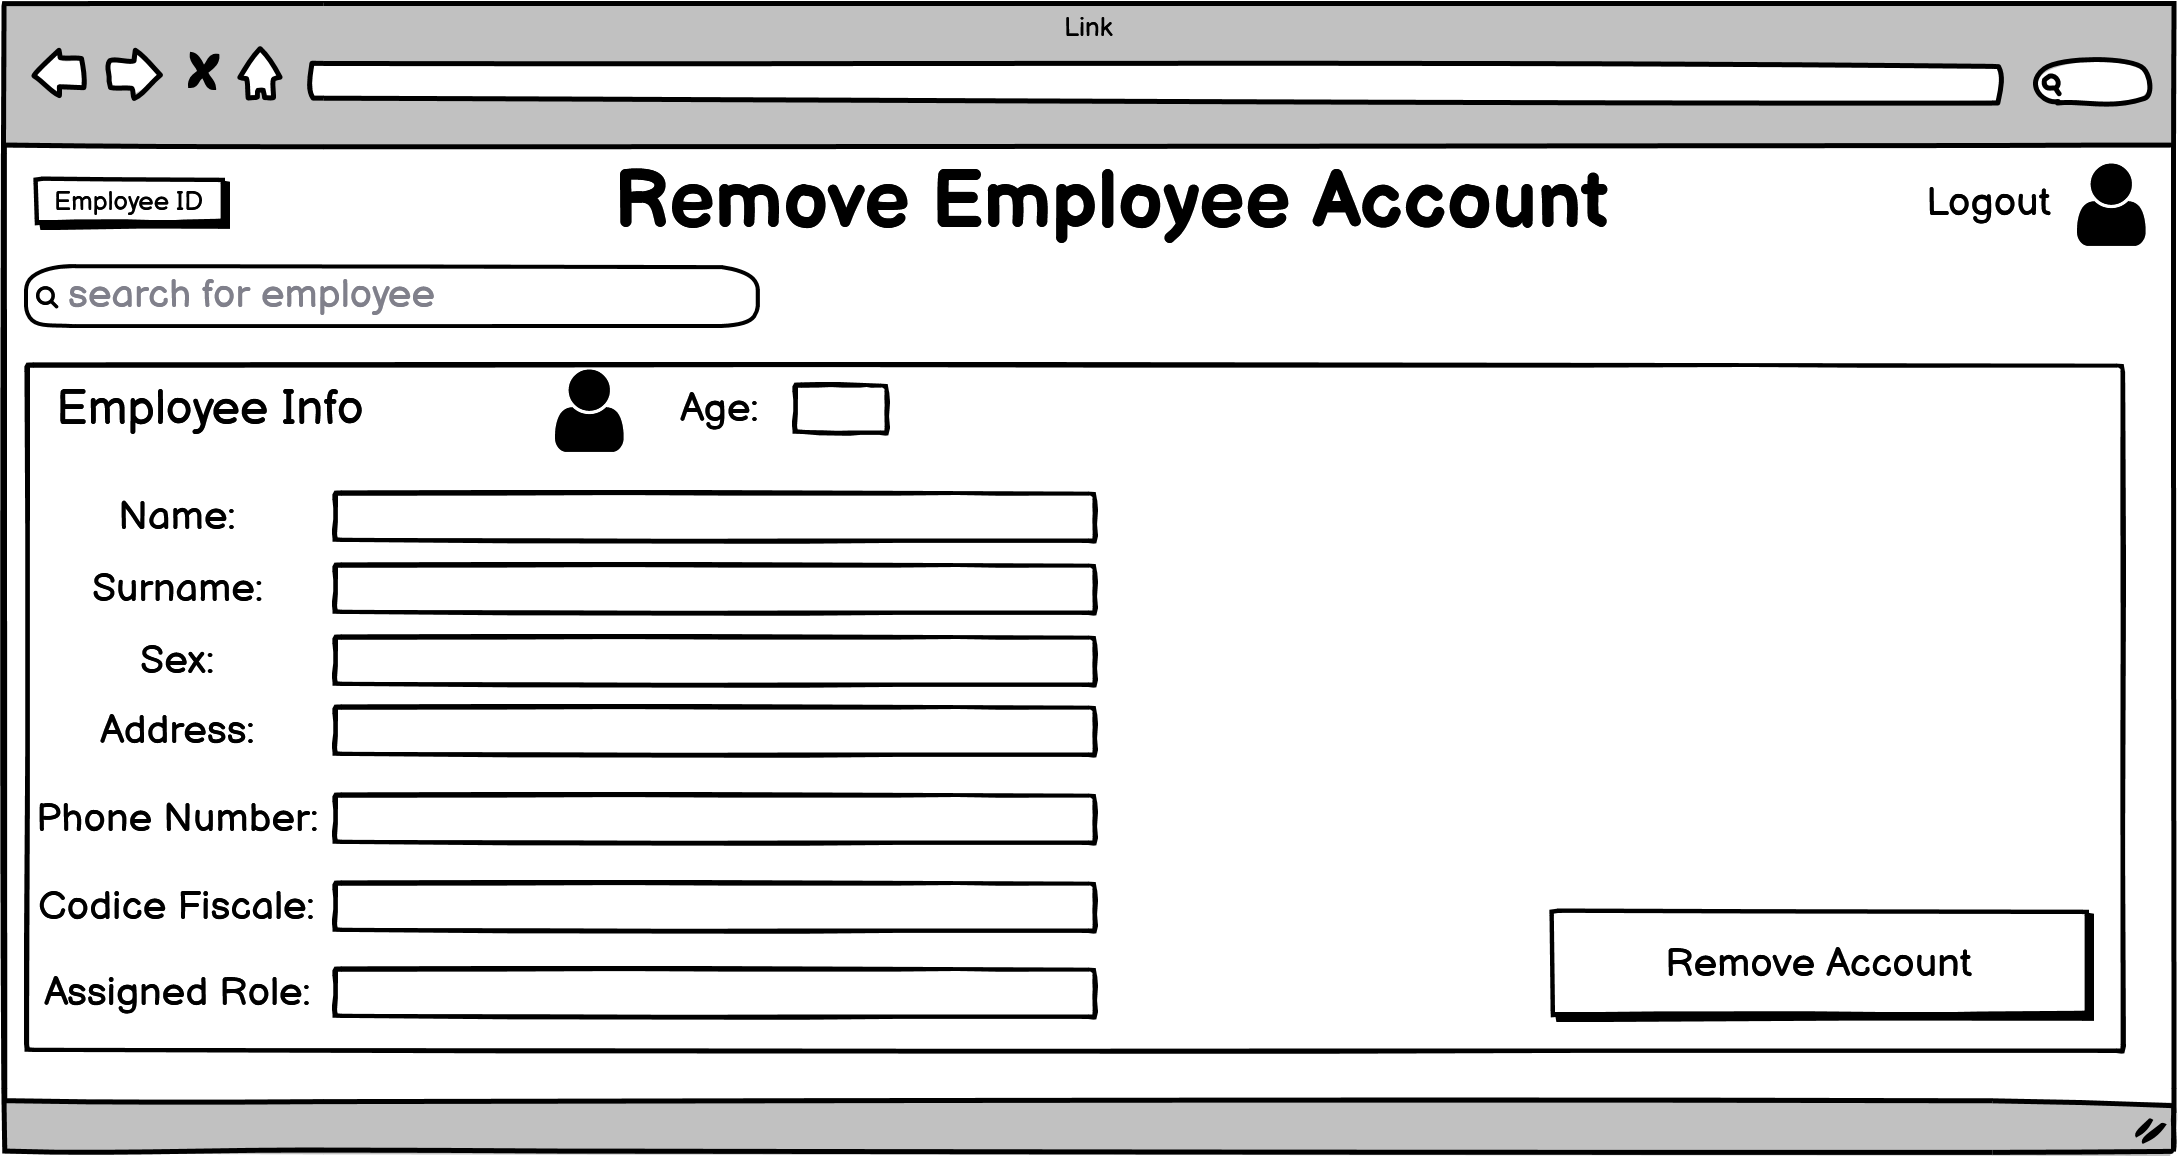 Link
Employee ID
Remove Employee Account
Logout
search for employee
Employee Info
Age:
Name:
Surname:
Sex:
Address:
Phone Number:
Codice Fiscale:
Assigned Role:
Remove Account